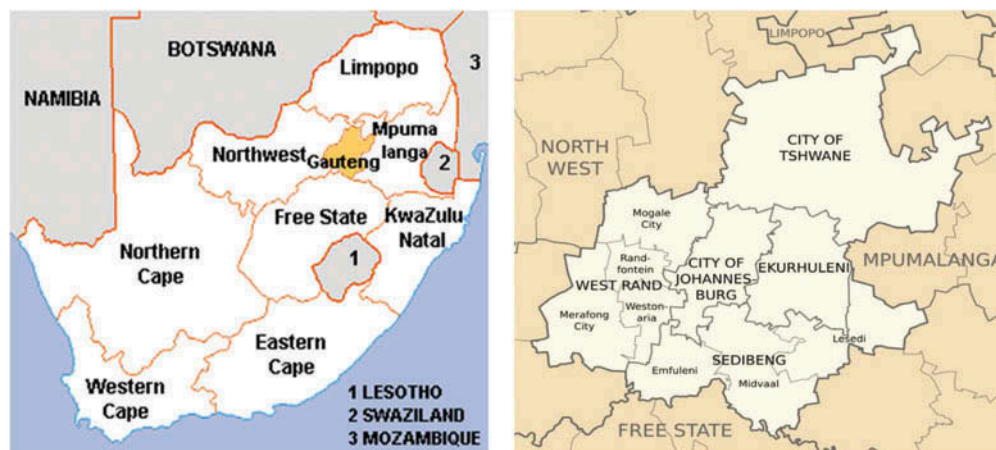 BOTSWANA
NAMIBIA
Limpopo
3
Mpuma
langa
Northwest
Gauteng
2
Free State
KwaZulu
Natal
Northern
Cape
1
Eastern
Cape
Western
Cape
1 LESOTHO
2 SWAZILAND
3 MOZAMBIQUE
LIMPOPO
CITY OF
TSHWANE
NORTH
WEST
Mogale
City
Rand-
fontein
WEST RAND
CITY OF
JOHANNES-
BURG
EKURHULENI
MPUMALANGA
Merafong
City
Weston-
aria
Lesedi
SEDIBENG
Emfuleni
Midvaal
FREE STATE